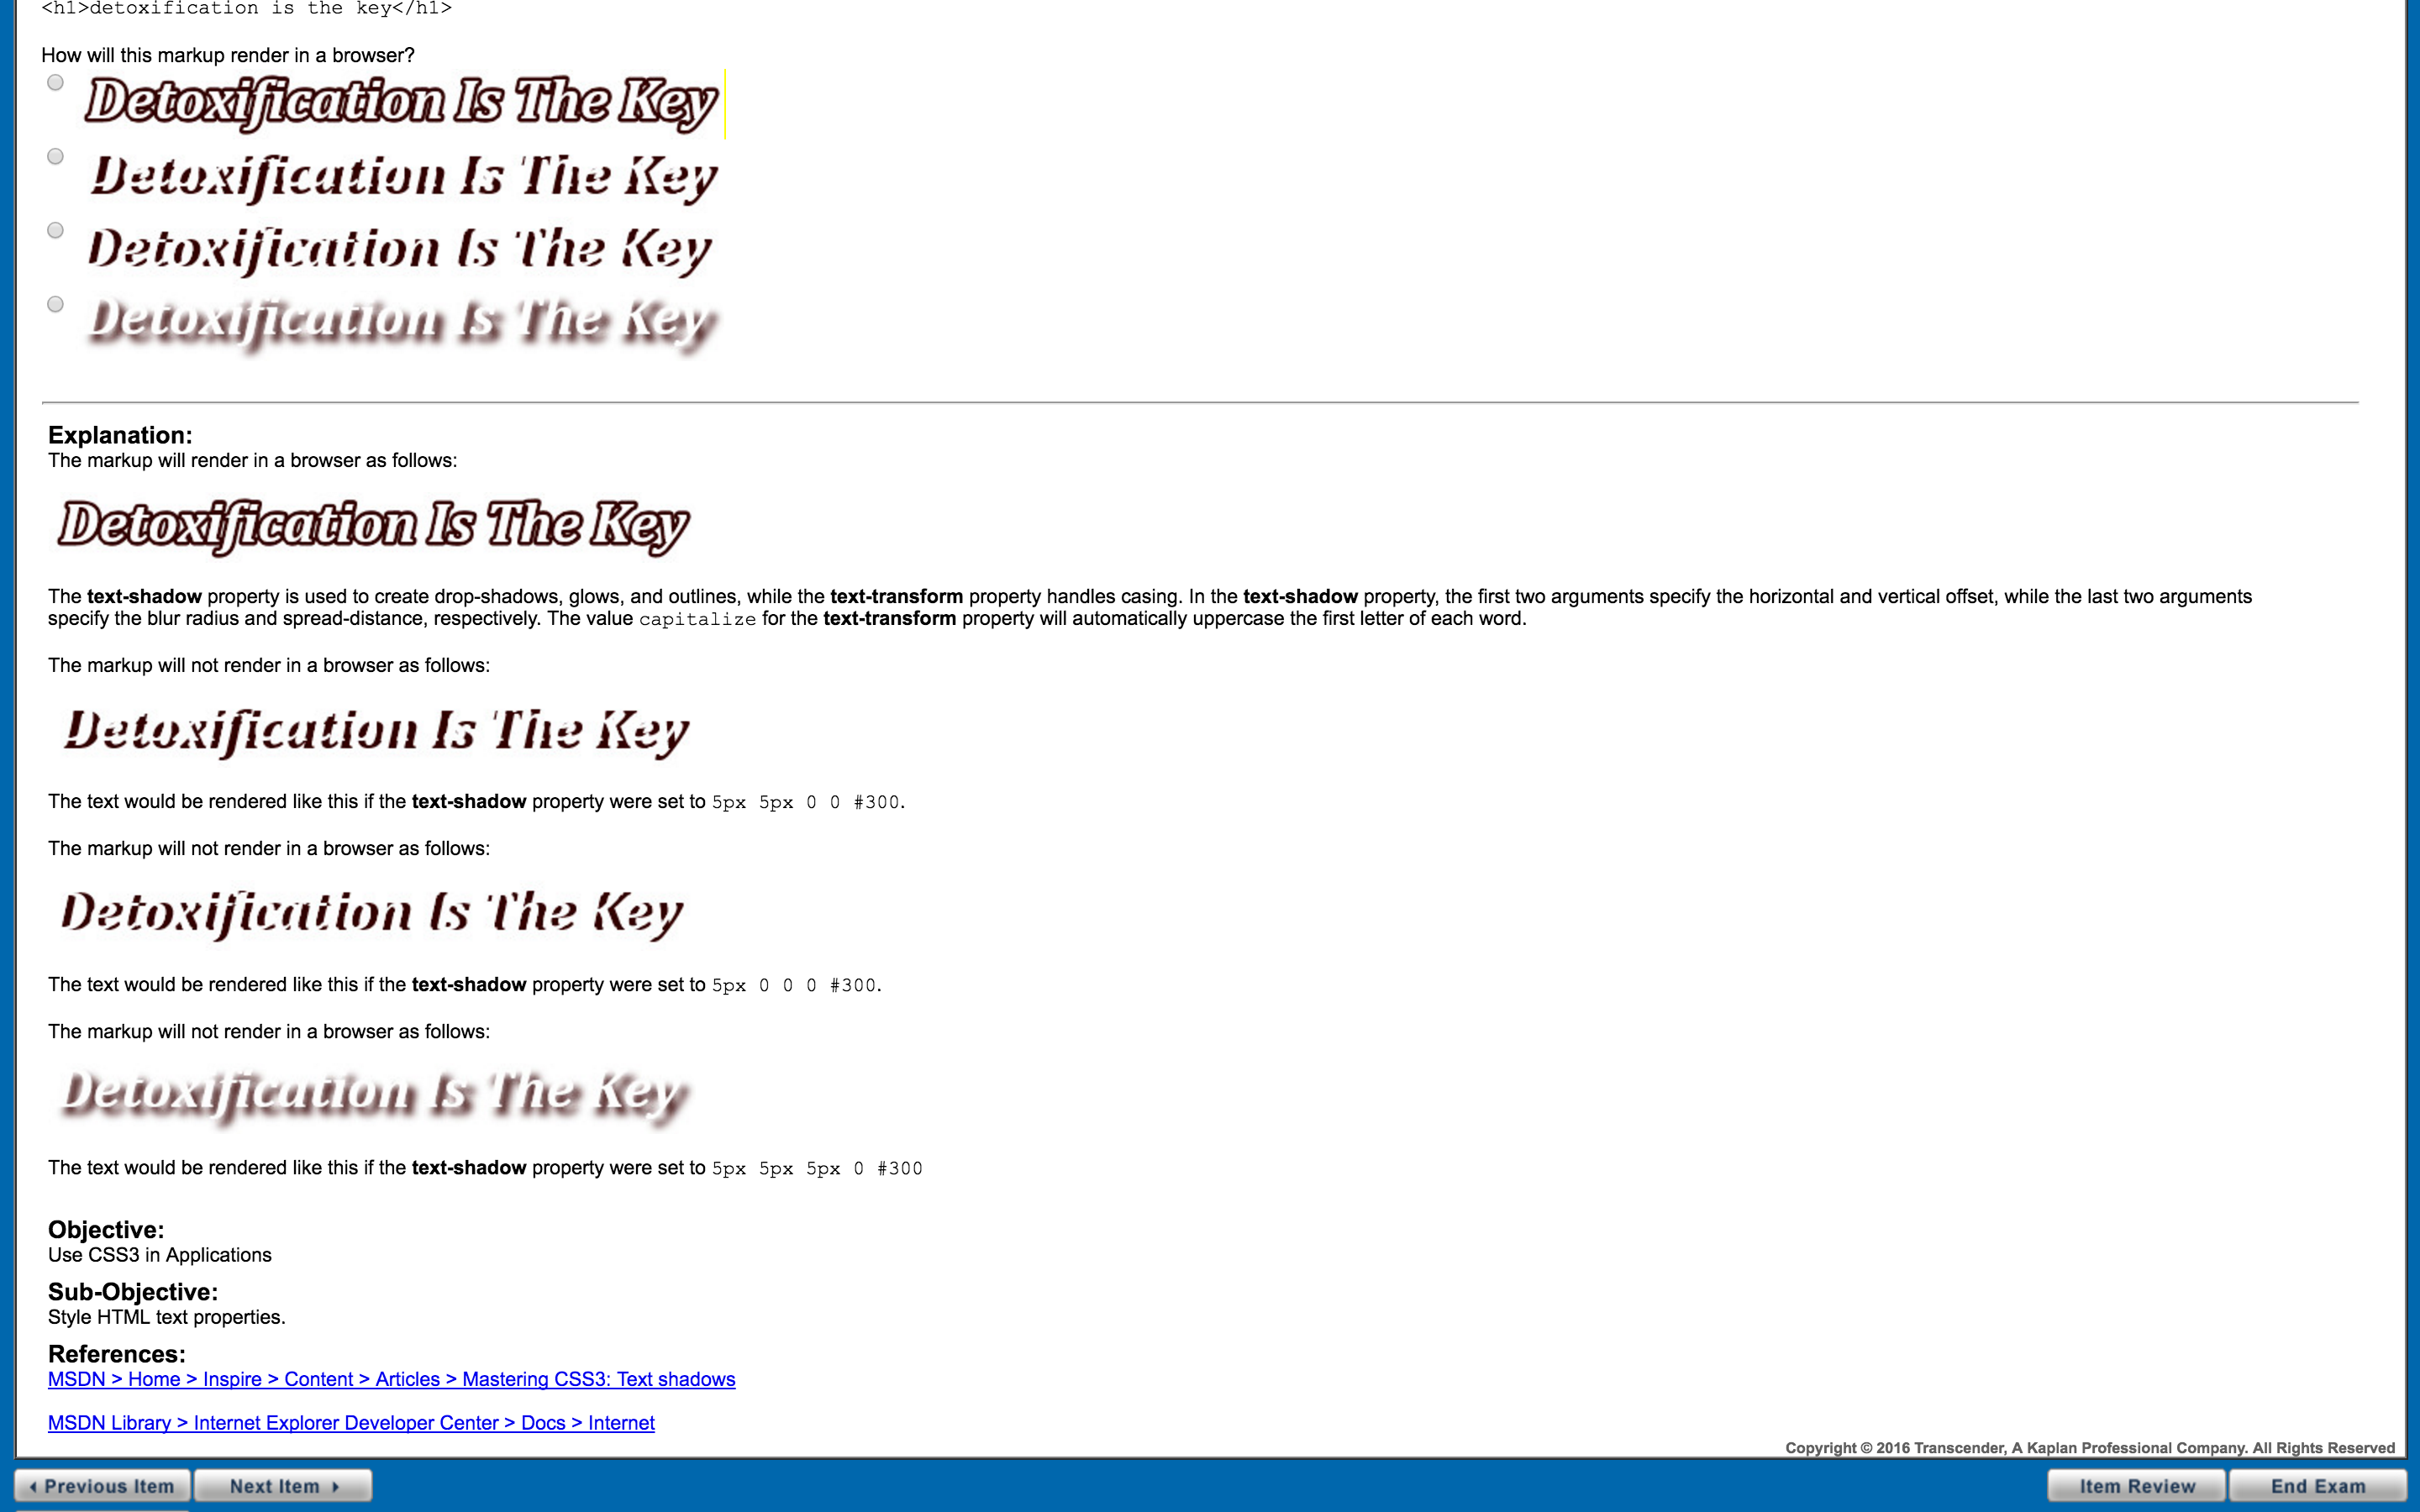 <h1>detoxification is the key</h1>
How will this markup render in a browser?
Detoxification Is The Key
Detoxification Is The Key
Detoxification Is The Key
Detoxification Is The Key
Explanation:
The markup will render in a browser as follows:
Detoxification Is The Key
The text-shadow property is used to create drop-shadows, glows, and outlines, while the text-transform property handles casing. In the text-shadow property, the first two arguments specify the horizontal and vertical offset, while the last two arguments
specify the blur radius and spread-distance, respectively. The value capitalize for the text-transform property will automatically uppercase the first letter of each word.
The markup will not render in a browser as follows:
Detoxification Is The Key
The text would be rendered like this if the text-shadow property were set to 5px 5px 0 0 #300.
The markup will not render in a browser as follows:
Detoxification Is The Key
The text would be rendered like this if the text-shadow property were set to 5px 0 0 0 #300.
The markup will not render in a browser as follows:
Detoxification Is The Key
The text would be rendered like this if the text-shadow property were set to 5px 5px 5px 0 #300
Objective:
Use CSS3 in Applications
Sub-Objective:
Style HTML text properties.
References:
MSDN > Home > Inspire > Content > Articles > Mastering CSS3: Text shadows
MSDN Library > Internet Explorer Developer Center > Docs > Internet
Copyright © 2016 Transcender, A Kaplan Professional Company. All Rights Reserved
Previous Item Next Item Item Review End Exam